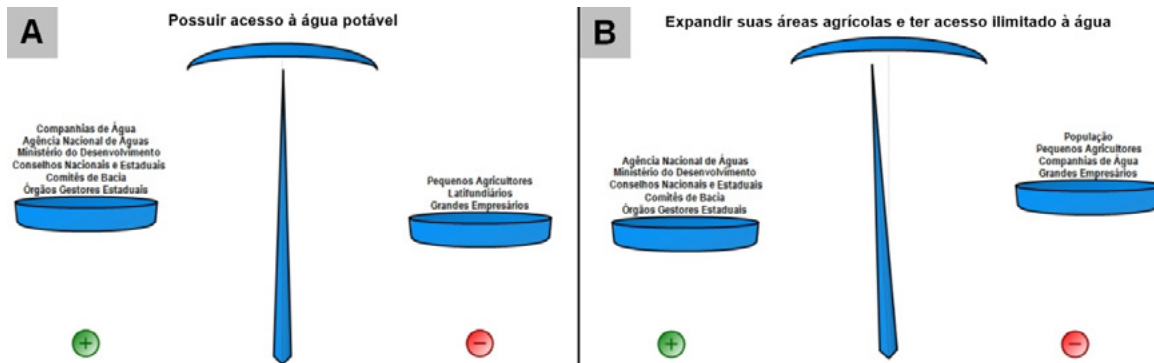 A
Possuir acesso à água potável
Companhias de Água
Agência Nacional de Águas
Ministério do Desenvolvimento
Conselhos Nacionais e Estaduais
Comitês de Bacia
Órgãos Gestores Estaduais
Pequenos Agricultores
Latifundiários
Grandes Empresários
+
−
B
Expandir suas áreas agrícolas e ter acesso ilimitado à água
Agência Nacional de Águas
Ministério do Desenvolvimento
Conselhos Nacionais e Estaduais
Comitês de Bacia
Órgãos Gestores Estaduais
População
Pequenos Agricultores
Companhias de Água
Grandes Empresários
+
−